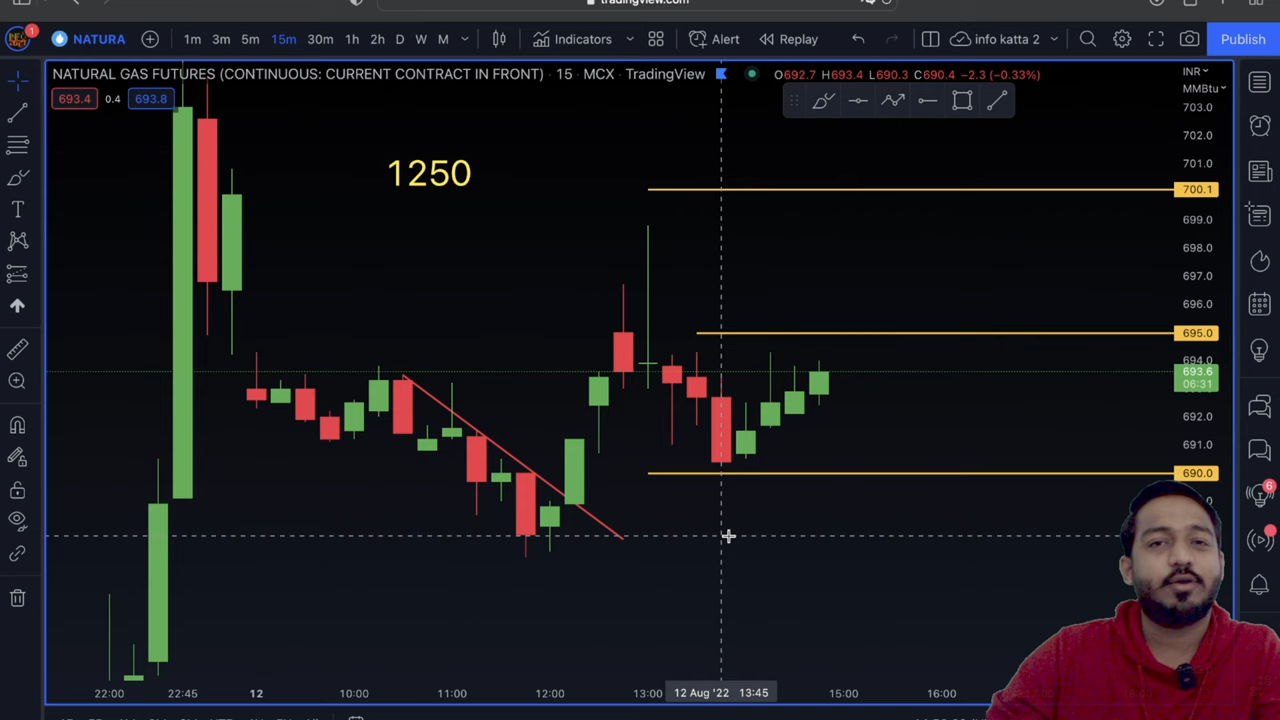 tradingview.com
1
NATURA
1m 3m 5m 15m 30m 1h 2h D W M
Indicators
Alert
Replay
info katta 2
Publish
NATURAL GAS FUTURES (CONTINUOUS: CURRENT CONTRACT IN FRONT) · 15 · MCX · TradingView
O692.7 H693.4 L690.3 C690.4 −2.3 (−0.33%)
INR
MMBtu
693.4 0.4 693.8
703.0
702.0
701.0
1250
700.1
699.0
698.0
697.0
696.0
695.0
694.0
693.6
06:31
692.0
691.0
690.0
6
22:00 22:45 12 10:00 11:00 12:00 13:00 12 Aug '22 13:45 15:00 16:00